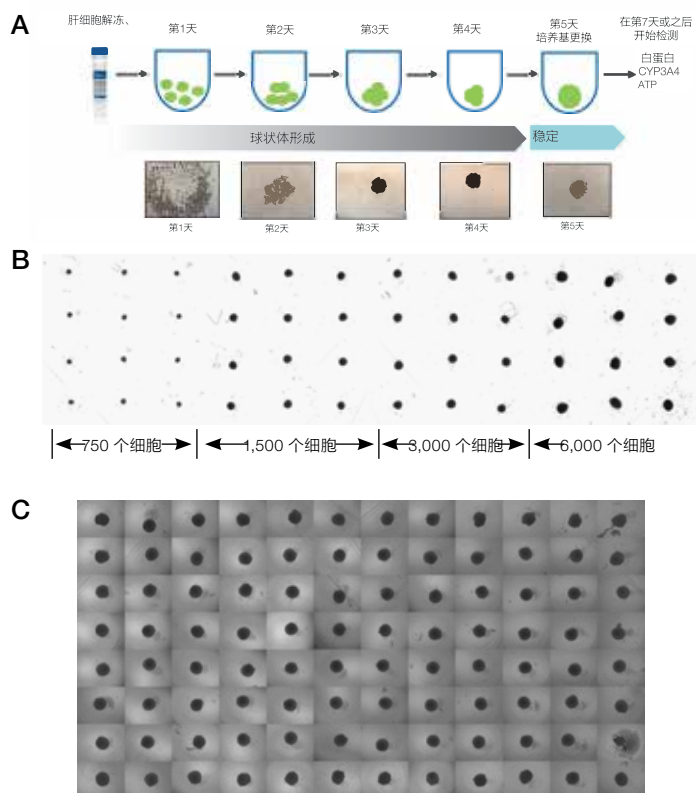 A
肝细胞解冻、
第1天
第2天
第3天
第4天
第5天
培养基更换
在第7天或之后
开始检测
白蛋白
CYP3A4
ATP
球状体形成
稳定
第1天
第2天
第3天
第4天
第5天
B
750 个细胞
1,500 个细胞
3,000 个细胞
6,000 个细胞
C